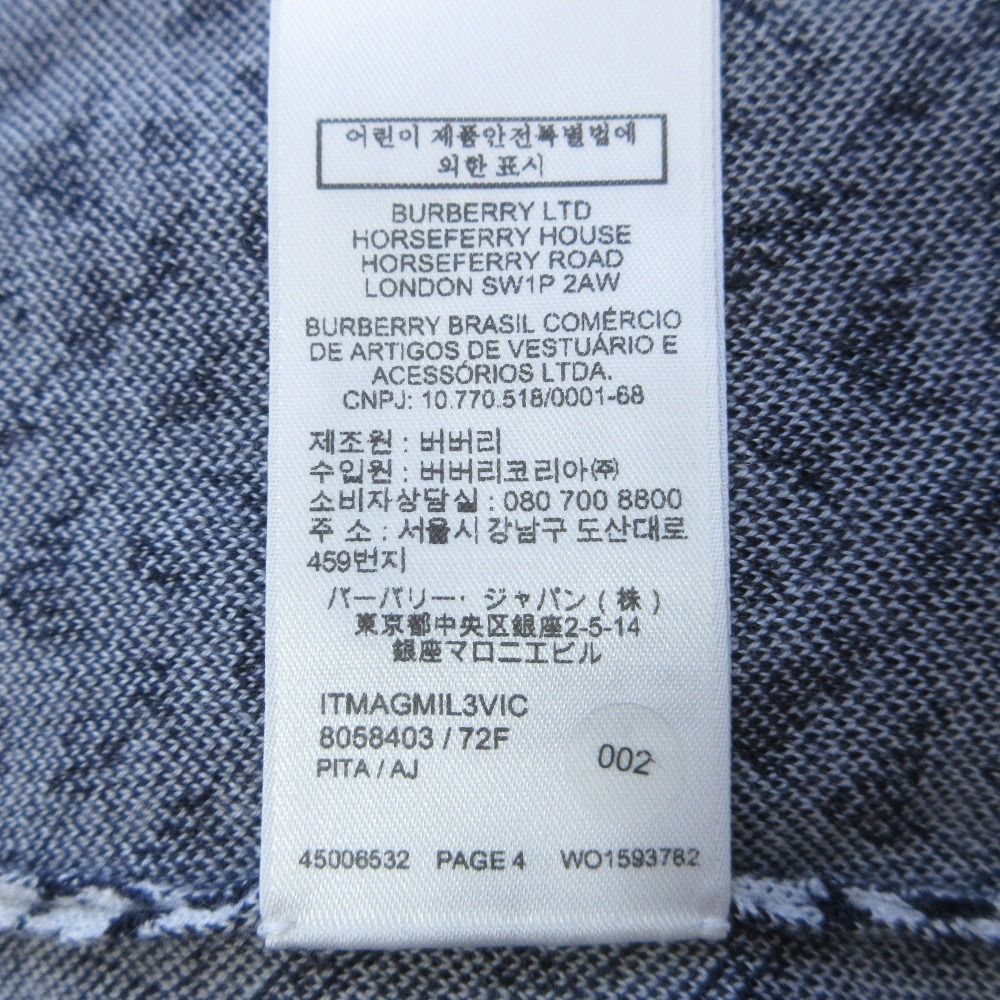 어린이 제품안전특별법에
의한 표시
BURBERRY LTD
HORSEFERRY HOUSE
HORSEFERRY ROAD
LONDON SW1P 2AW
BURBERRY BRASIL COMÉRCIO
DE ARTIGOS DE VESTUÁRIO E
ACESSÓRIOS LTDA.
CNPJ: 10.770.518/0001-68
제조원 : 버버리
수입원 : 버버리코리아㈜
소비자상담실 : 080 700 8800
주 소 : 서울시 강남구 도산대로
459번지
バーバリー・ジャパン ( 株 )
東京都中央区銀座2-5-14
銀座マロニエビル
ITMAGMIL3VIC
8058403 / 72F
PITA / AJ
002
45006532 PAGE 4 WO1593782